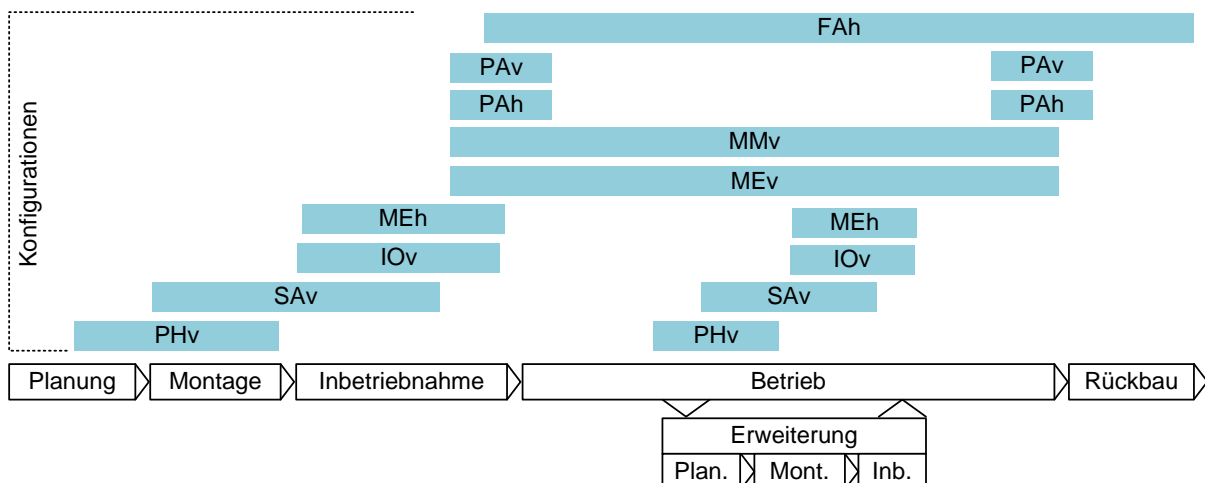 Konfigurationen
FAh
PAv PAv
PAh PAh
MMv
MEv
MEh MEh
IOv IOv
SAv SAv
PHv PHv
Planung Montage Inbetriebnahme Betrieb Rückbau
Erweiterung
Plan. Mont. Inb.